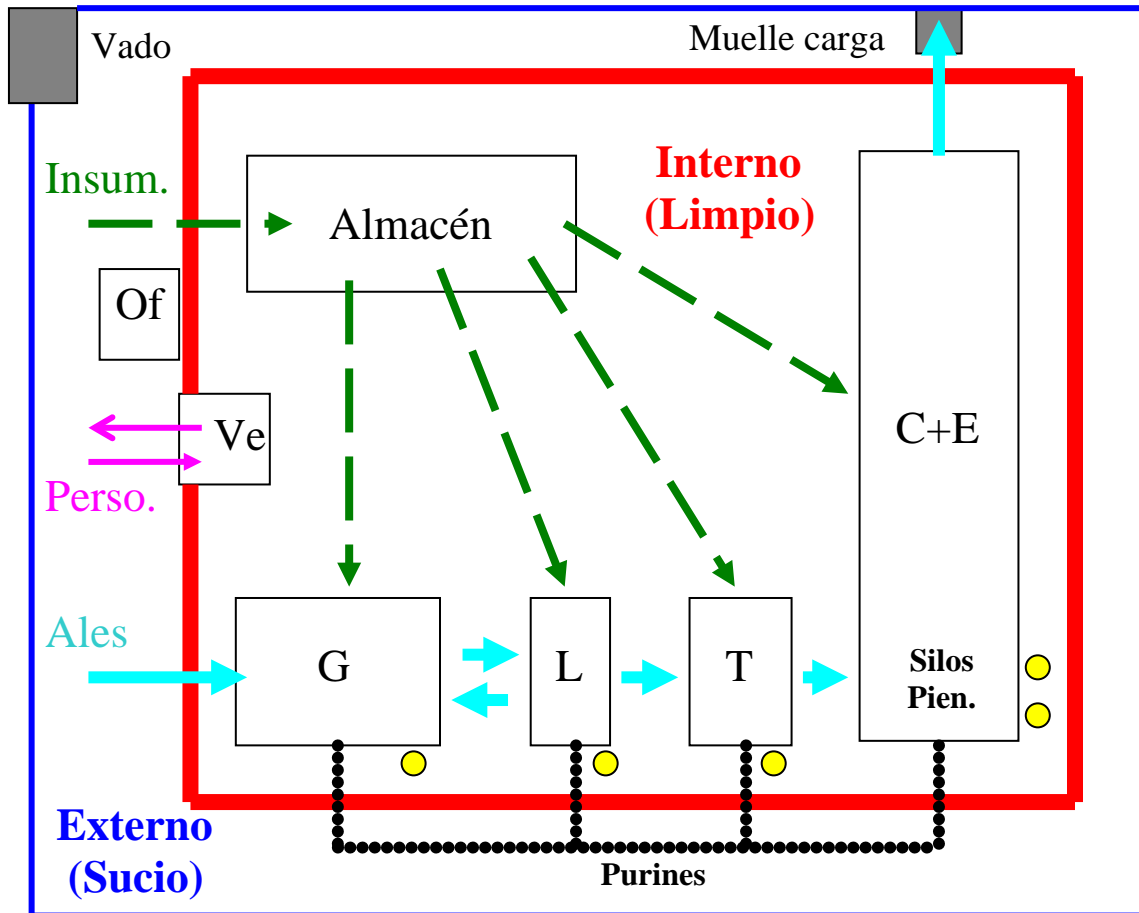 Vado
Muelle carga
Insum.
Almacén
Interno
(Limpio)
Of
Ve
C+E
Perso.
Ales
G
L
T
Silos
Pien.
Externo
(Sucio)
Purines